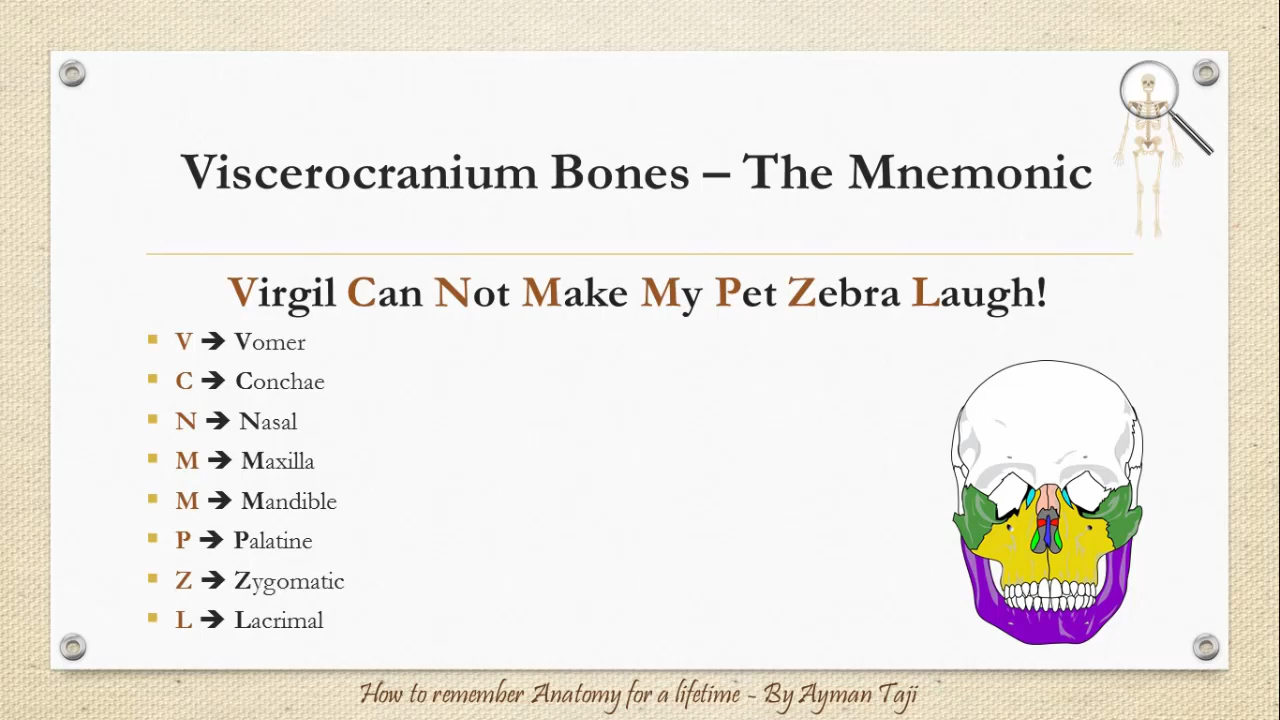 Viscerocranium Bones – The Mnemonic
Virgil Can Not Make My Pet Zebra Laugh!
▪ V ➔ Vomer
▪ C ➔ Conchae
▪ N ➔ Nasal
▪ M ➔ Maxilla
▪ M ➔ Mandible
▪ P ➔ Palatine
▪ Z ➔ Zygomatic
▪ L ➔ Lacrimal
How to remember Anatomy for a lifetime - By Ayman Taji